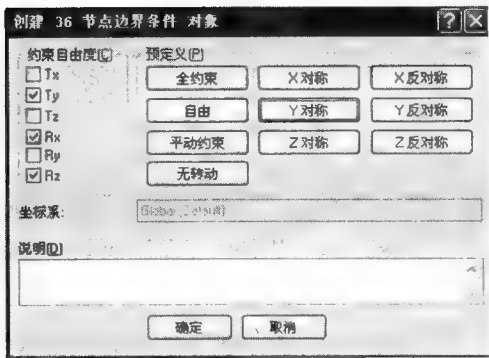 创建 36 节点边界条件 对象
约束自由度[C]
预定义[P]
Tx
Ty
Tz
Rx
Ry
Rz
全约束
X对称
X反对称
自由
Y对称
Y反对称
平动约束
Z对称
Z反对称
无转动
坐标系:
说明[D]
确定
取消